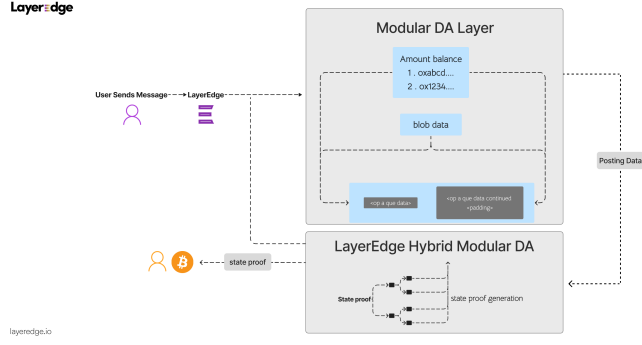 LayerEdge
Modular DA Layer
Amount balance
1 . oxabcd....
2 . ox1234....
User Sends Message
LayerEdge
blob data
Posting Data
<op a que data>
<op a que data continued
<padding>
LayerEdge Hybrid Modular DA
state proof
State proof
state proof generation
layeredge.io